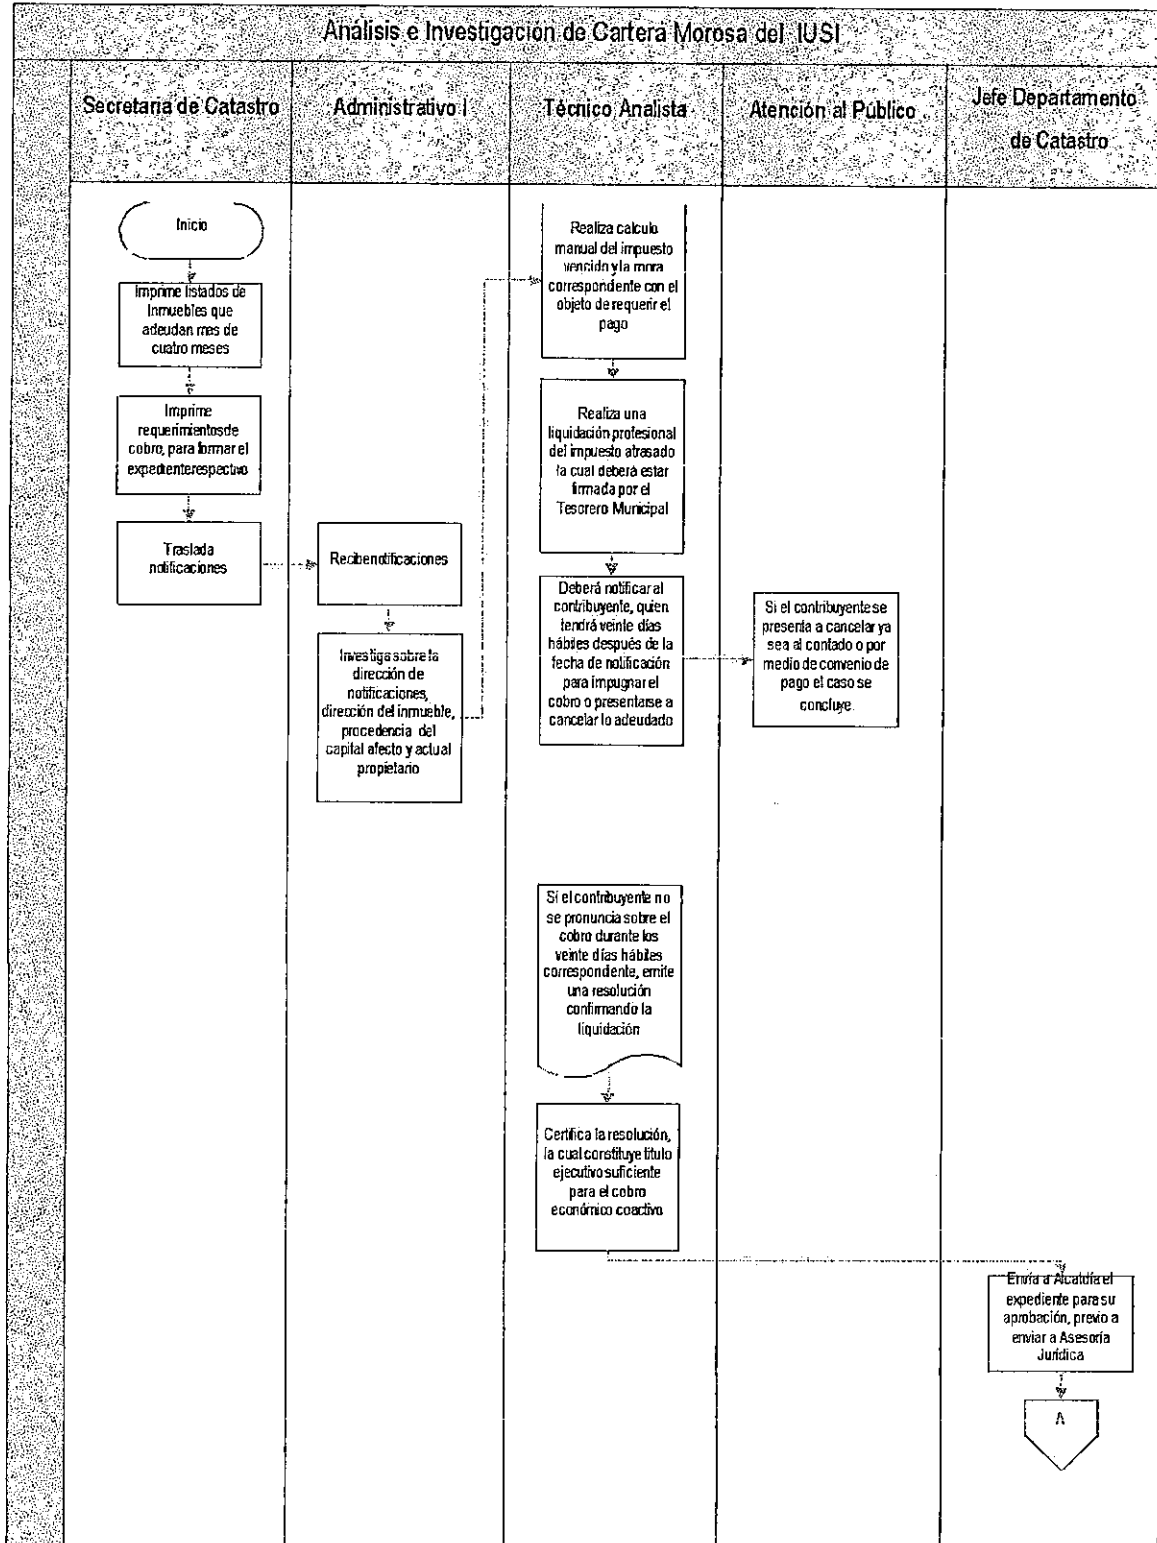 Análisis e Investigación de Cartera Morosa del IUSI
Secretaria de Catastro
Administrativo I
Técnico Analista
Atención al Público
Jefe Departamento
de Catastro
Inicio
Imprime listados de
Inmuebles que
adeudan mas de
cuatro meses
Imprime
requerimientos de
cobro, para formar el
expediente respectivo
Traslada
notificaciones
Recibe notificaciones
Investiga sobre la
dirección de
notificaciones,
dirección del inmueble,
procedencia del
capital afecto y actual
propietario
Realiza calculo
manual del impuesto
vencido y la mora
correspondiente con el
objeto de requerir el
pago
Realiza una
liquidación profesional
del impuesto atrasado
la cual deberá estar
firmada por el
Tesorero Municipal
Deberá notificar al
contribuyente, quien
tendrá veinte días
hábiles después de la
fecha de notificación
para impugnar el
cobro o presentarse a
cancelar lo adeudado
Si el contribuyente se
presenta a cancelar ya
sea al contado o por
medio de convenio de
pago el caso se
concluye.
Si el contribuyente no
se pronuncia sobre el
cobro durante los
veinte días hábiles
correspondiente, emite
una resolución
confirmando la
liquidación
Certifica la resolución,
la cual constituye titulo
ejecutivo suficiente
para el cobro
económico coactivo
Envía a Alcaldía el
expediente para su
aprobación, previo a
enviar a Asesoría
Jurídica
A